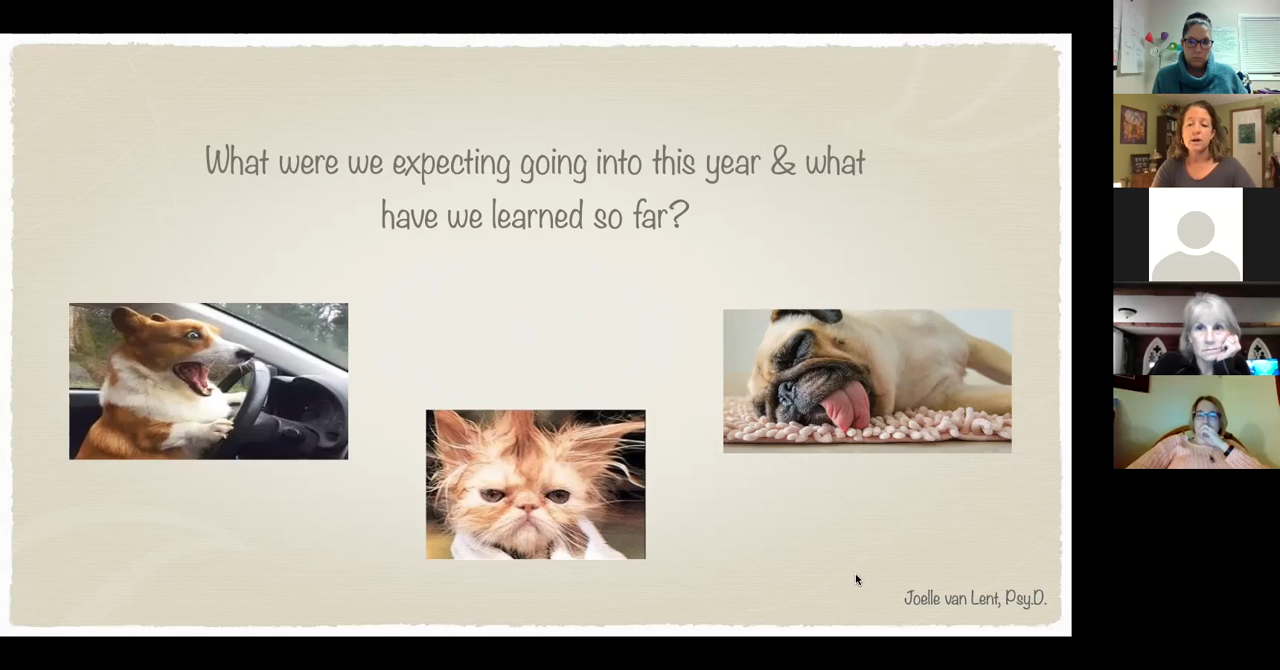 What were we expecting going into this year & what
have we learned so far?
Joelle van Lent, Psy.D.